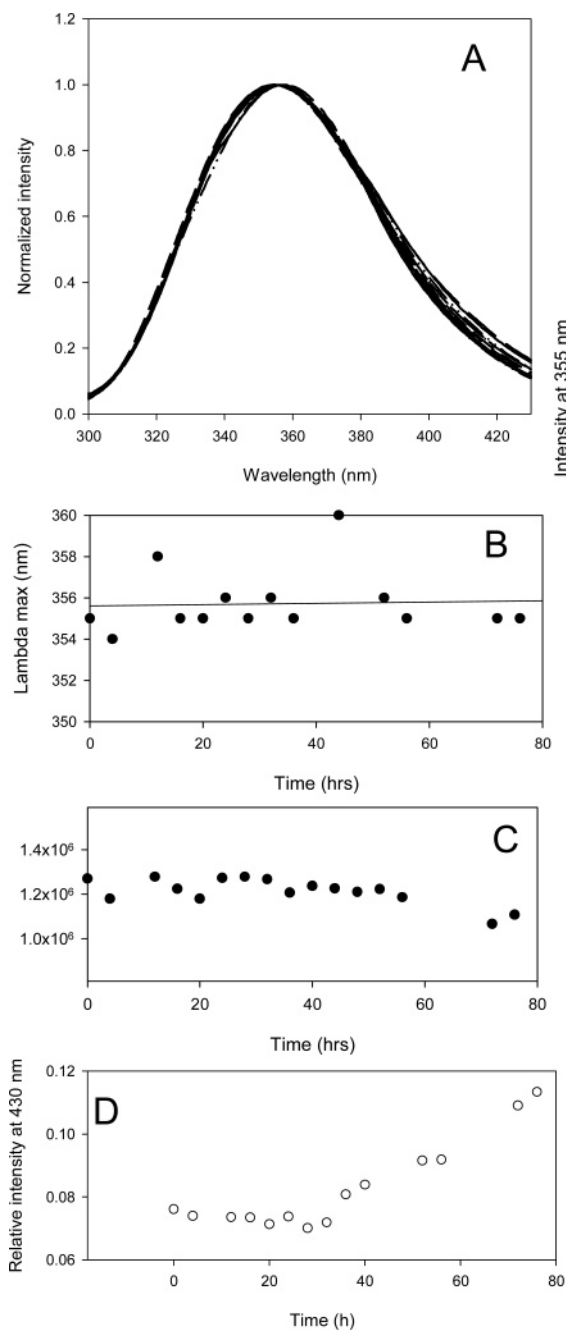 A
1.2
1.0
0.8
0.6
0.4
0.2
0.0
Normalized intensity
300 320 340 360 380 400 420
Wavelength (nm)
Intensity at 355 nm
B
360
358
356
354
352
350
Lambda max (nm)
0 20 40 60 80
Time (hrs)
C
1.4x10⁶
1.2x10⁶
1.0x10⁶
0 20 40 60 80
Time (hrs)
D
0.12
0.10
0.08
0.06
Relative intensity at 430 nm
0 20 40 60 80
Time (h)